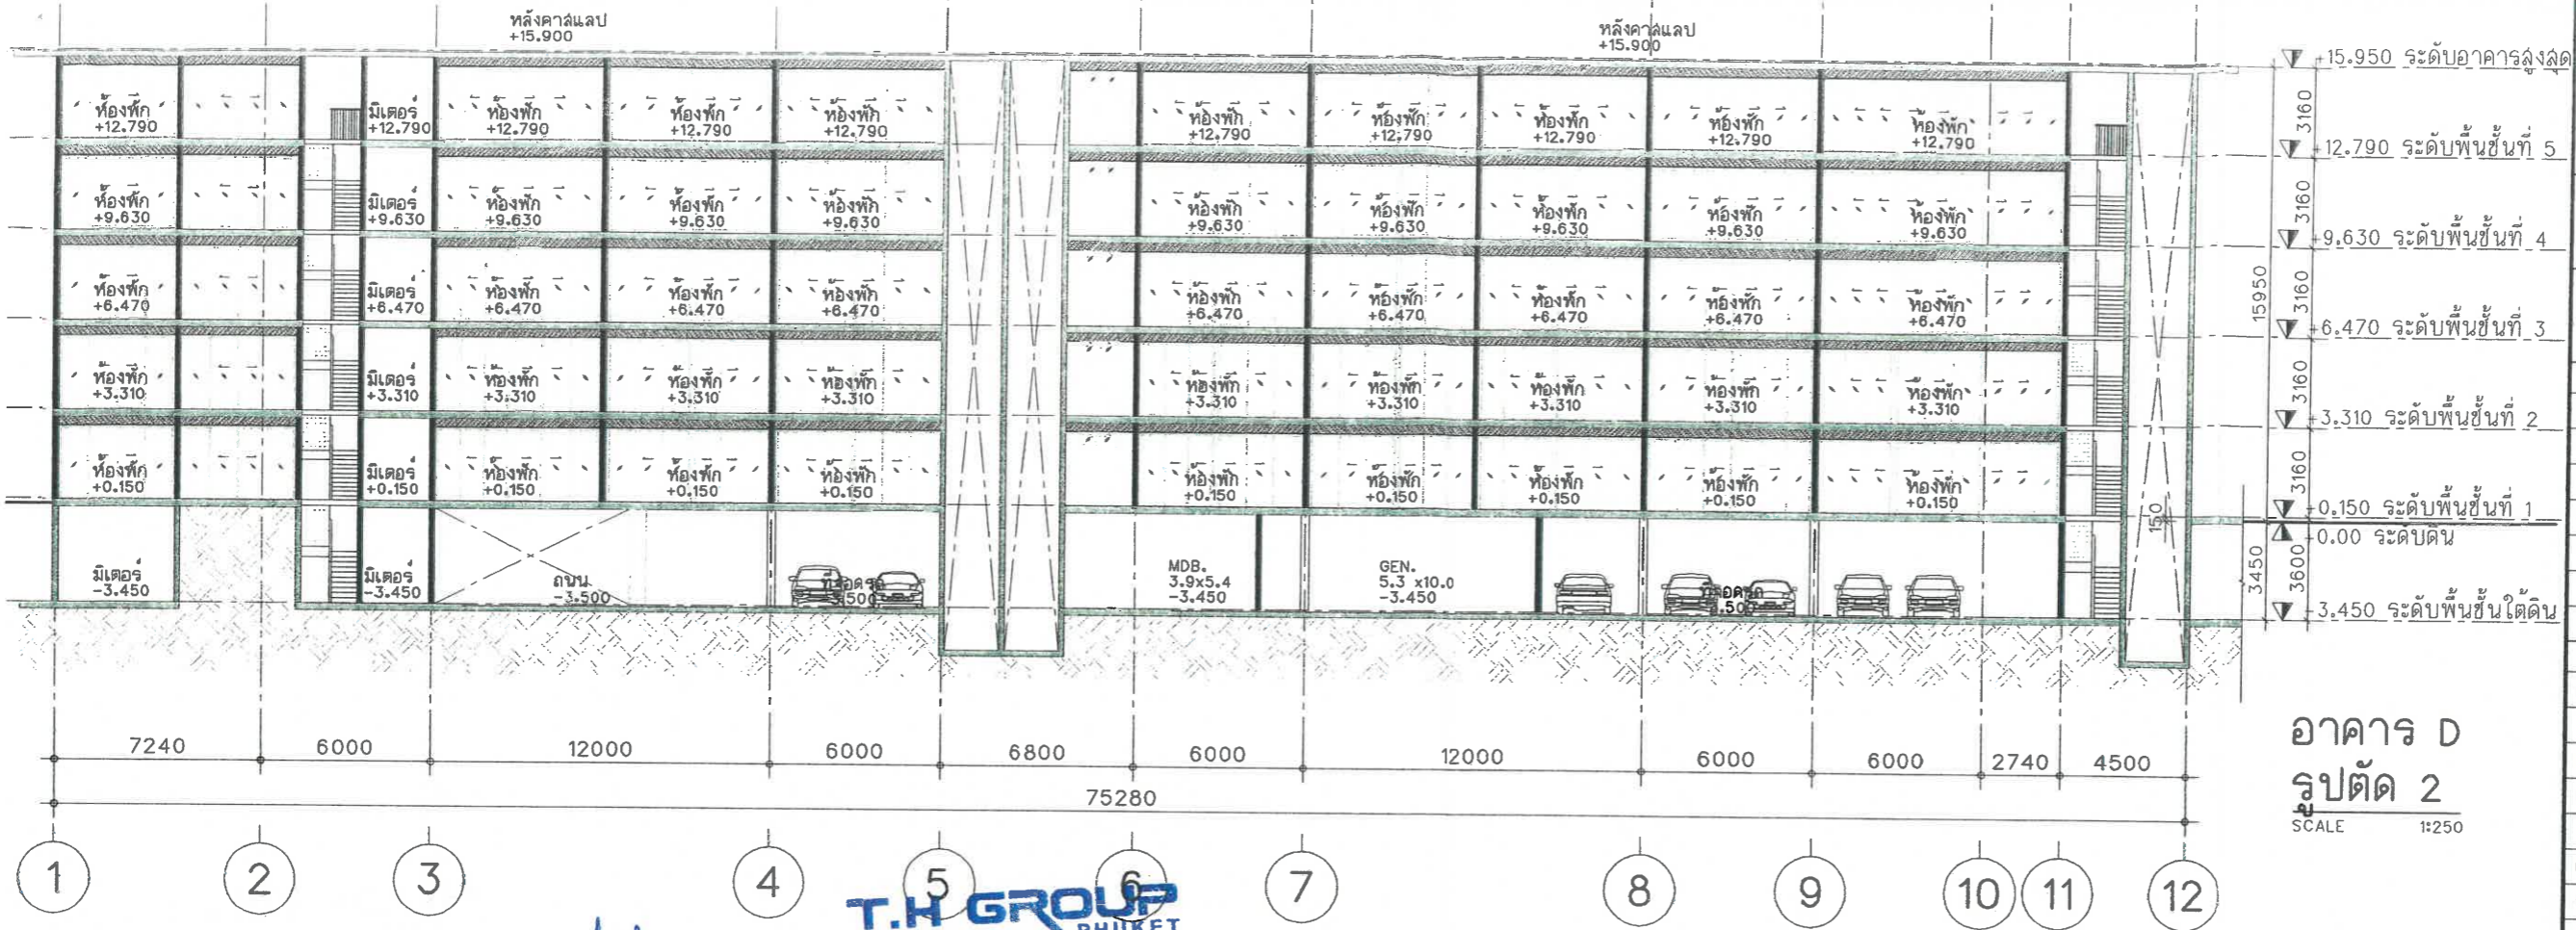 หลังคาสแลป
+15.900
หลังคาสแลป
+15.900
+15.950 ระดับอาคารสูงสุด
ห้องพัก
+12.790
มิเตอร์
+12.790
ห้องพัก
+12.790
ห้องพัก
+12.790
ห้องพัก
+12.790
ห้องพัก
+12.790
ห้องพัก
+12.790
ห้องพัก
+12.790
ห้องพัก
+12.790
ห้องพัก
+12.790
3160
+12.790 ระดับพื้นชั้นที่ 5
ห้องพัก
+9.630
มิเตอร์
+9.630
ห้องพัก
+9.630
ห้องพัก
+9.630
ห้องพัก
+9.630
ห้องพัก
+9.630
ห้องพัก
+9.630
ห้องพัก
+9.630
ห้องพัก
+9.630
ห้องพัก
+9.630
3160
+9.630 ระดับพื้นชั้นที่ 4
ห้องพัก
+6.470
มิเตอร์
+6.470
ห้องพัก
+6.470
ห้องพัก
+6.470
ห้องพัก
+6.470
ห้องพัก
+6.470
ห้องพัก
+6.470
ห้องพัก
+6.470
ห้องพัก
+6.470
ห้องพัก
+6.470
15950
3160
+6.470 ระดับพื้นชั้นที่ 3
ห้องพัก
+3.310
มิเตอร์
+3.310
ห้องพัก
+3.310
ห้องพัก
+3.310
ห้องพัก
+3.310
ห้องพัก
+3.310
ห้องพัก
+3.310
ห้องพัก
+3.310
ห้องพัก
+3.310
ห้องพัก
+3.310
3160
+3.310 ระดับพื้นชั้นที่ 2
ห้องพัก
+0.150
มิเตอร์
+0.150
ห้องพัก
+0.150
ห้องพัก
+0.150
ห้องพัก
+0.150
ห้องพัก
+0.150
ห้องพัก
+0.150
ห้องพัก
+0.150
ห้องพัก
+0.150
ห้องพัก
+0.150
3160
+0.150 ระดับพื้นชั้นที่ 1
150
+0.00 ระดับดิน
มิเตอร์
-3.450
มิเตอร์
-3.450
ถนน
-3.500
MDB.
3.9x5.4
-3.450
GEN.
5.3 x10.0
-3.450
3450
3600
-3.450 ระดับพื้นชั้นใต้ดิน
7240
6000
12000
6000
6800
6000
12000
6000
6000
2740
4500
75280
อาคาร D
รูปตัด 2
SCALE 1:250
1
2
3
4
5
6
7
8
9
10
11
12
T.H GROUP
PHUKET